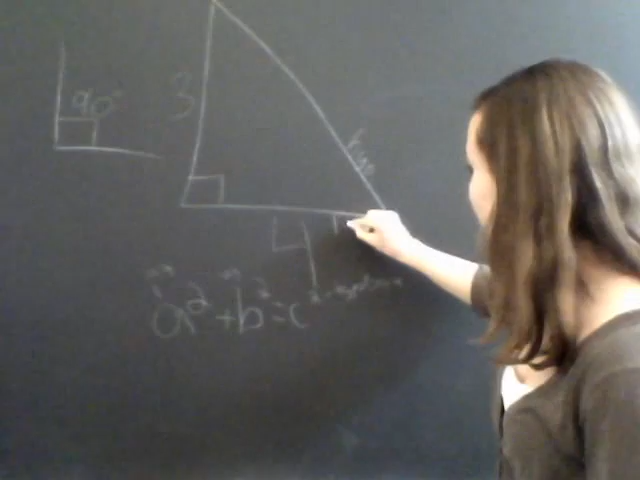 90°
3
hyp
4
a² + b² = c²